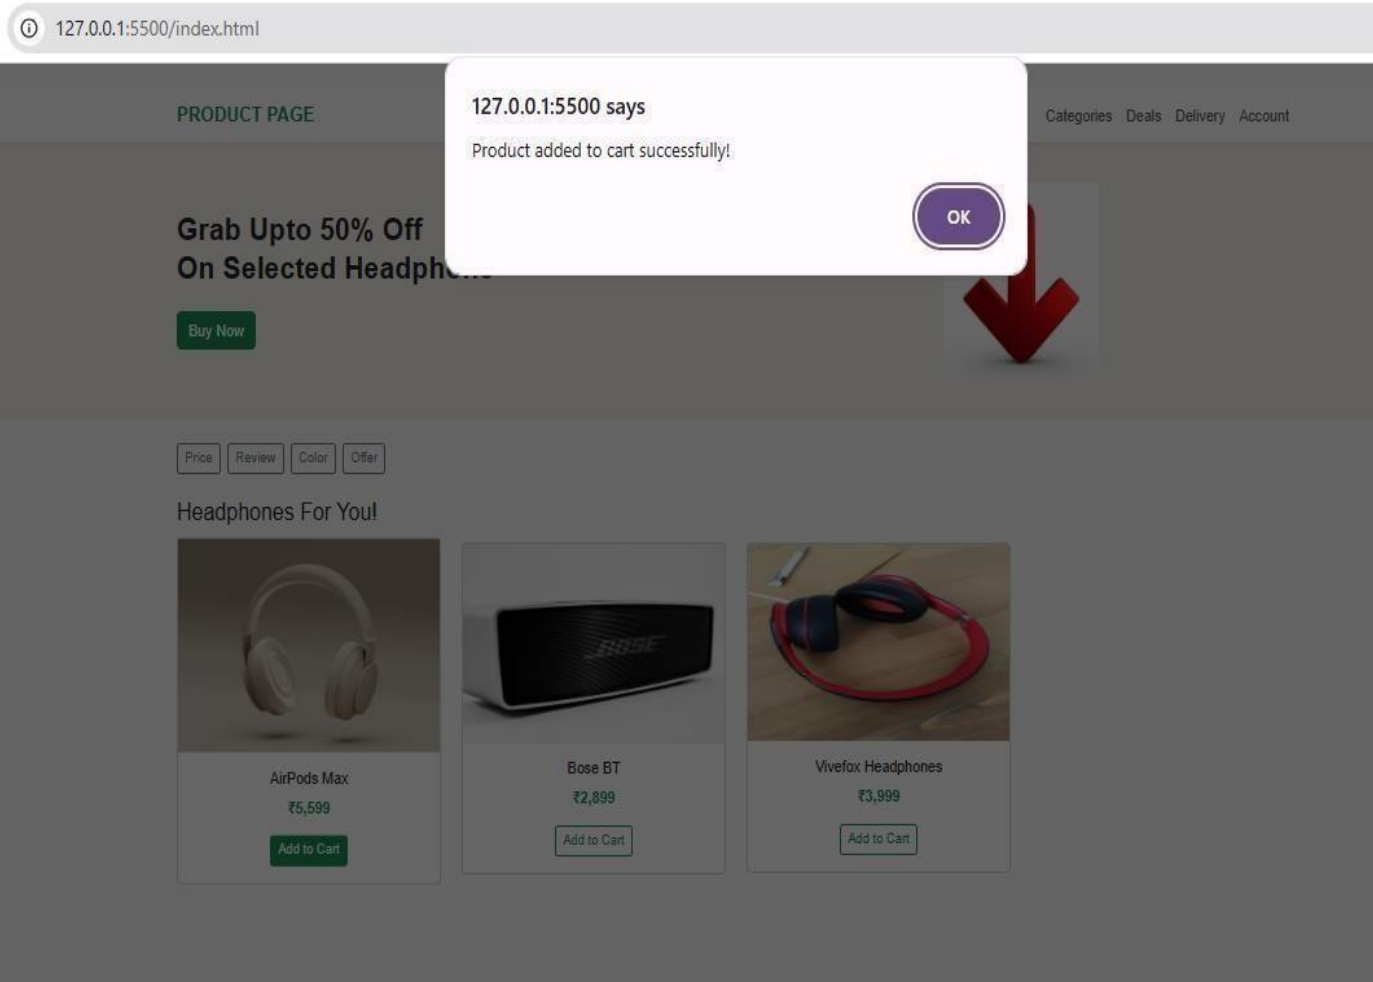 127.0.0.1:5500/index.html
127.0.0.1:5500 says
Product added to cart successfully!
OK
PRODUCT PAGE
Categories Deals Delivery Account
Grab Upto 50% Off
On Selected Headphone
Buy Now
Price Review Color Offer
Headphones For You!
BOSE
AirPods Max
₹5,599
Add to Cart
Bose BT
₹2,899
Add to Cart
Vivefox Headphones
₹3,999
Add to Cart